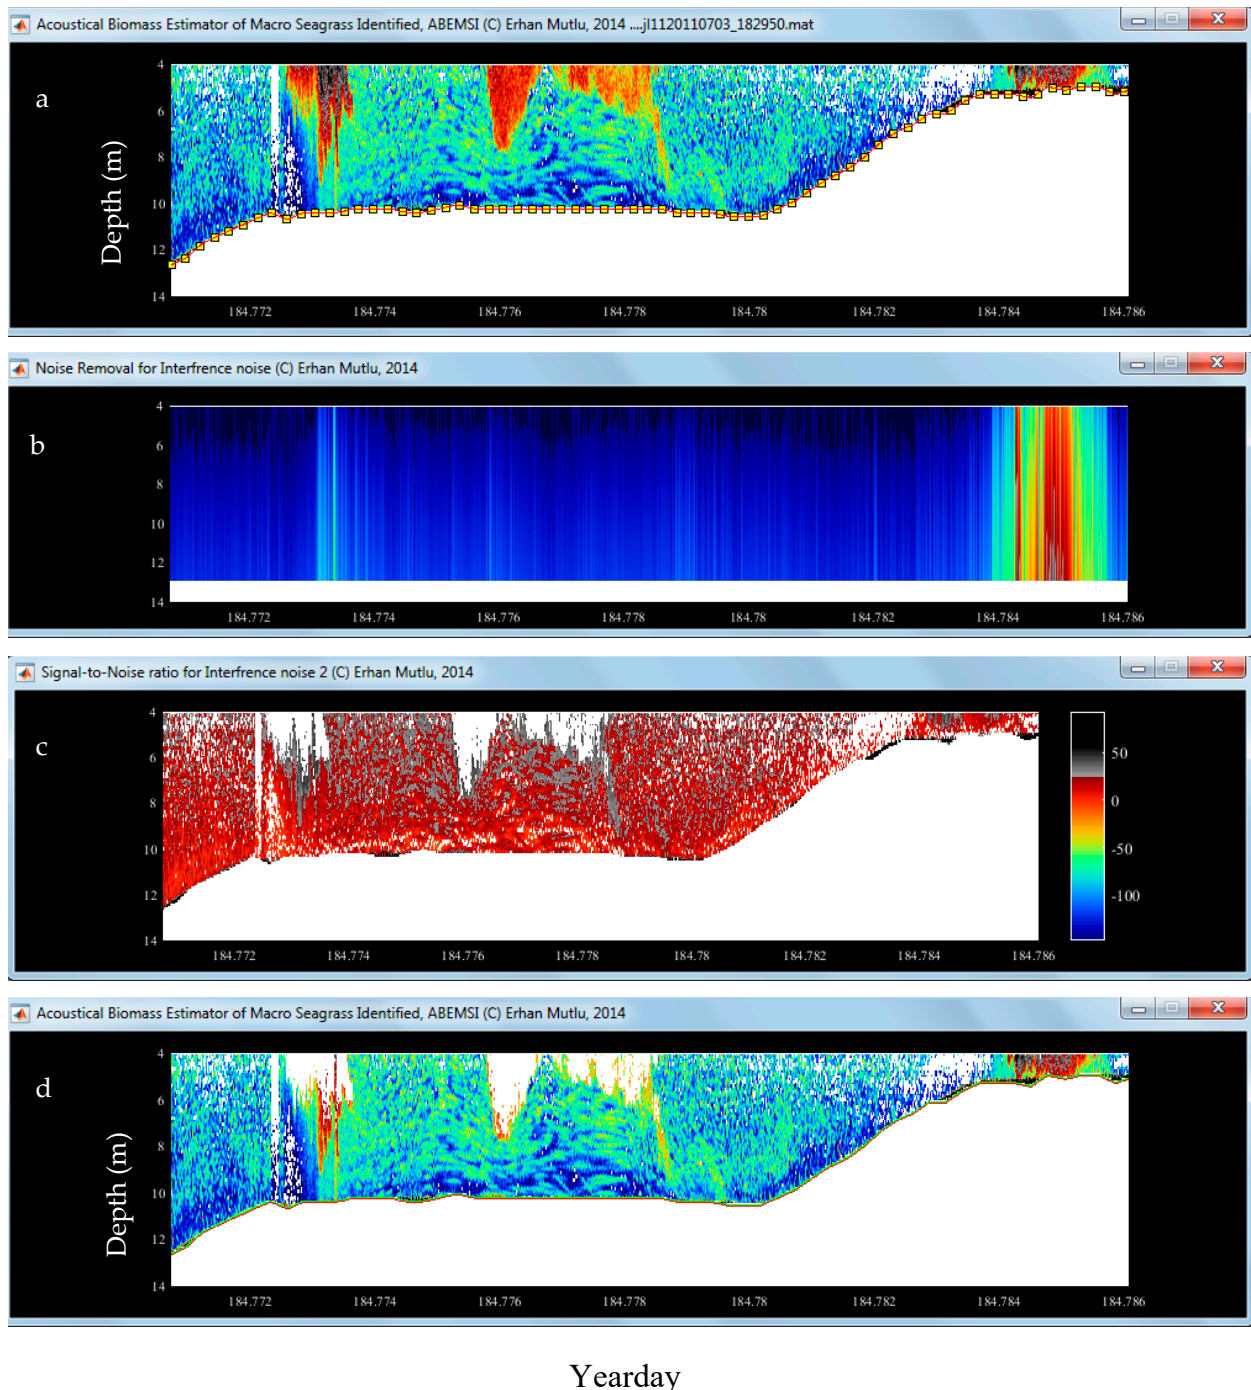 Acoustical Biomass Estimator of Macro Seagrass Identified, ABEMSI (C) Erhan Mutlu, 2014 ....jl1120110703_182950.mat
a
Depth (m)
4
6
8
10
12
14
184.772 184.774 184.776 184.778 184.78 184.782 184.784 184.786
Noise Removal for Interfrence noise (C) Erhan Mutlu, 2014
b
4
6
8
10
12
14
184.772 184.774 184.776 184.778 184.78 184.782 184.784 184.786
Signal-to-Noise ratio for Interfrence noise 2 (C) Erhan Mutlu, 2014
c
4
6
8
10
12
14
184.772 184.774 184.776 184.778 184.78 184.782 184.784 184.786
50
0
-50
-100
Acoustical Biomass Estimator of Macro Seagrass Identified, ABEMSI (C) Erhan Mutlu, 2014
d
Depth (m)
4
6
8
10
12
14
184.772 184.774 184.776 184.778 184.78 184.782 184.784 184.786
Yearday